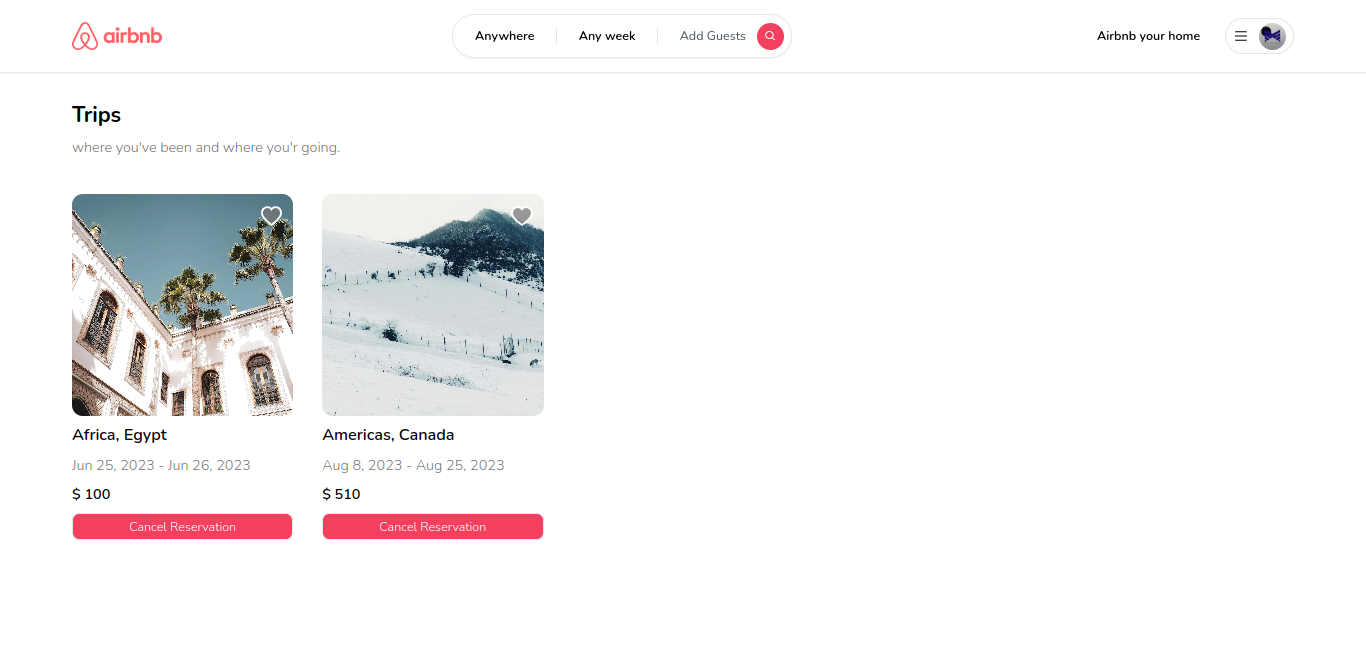 airbnb
Anywhere
Any week
Add Guests
Airbnb your home
Trips
where you've been and where you'r going.
Africa, Egypt
Jun 25, 2023 - Jun 26, 2023
$ 100
Cancel Reservation
Americas, Canada
Aug 8, 2023 - Aug 25, 2023
$ 510
Cancel Reservation